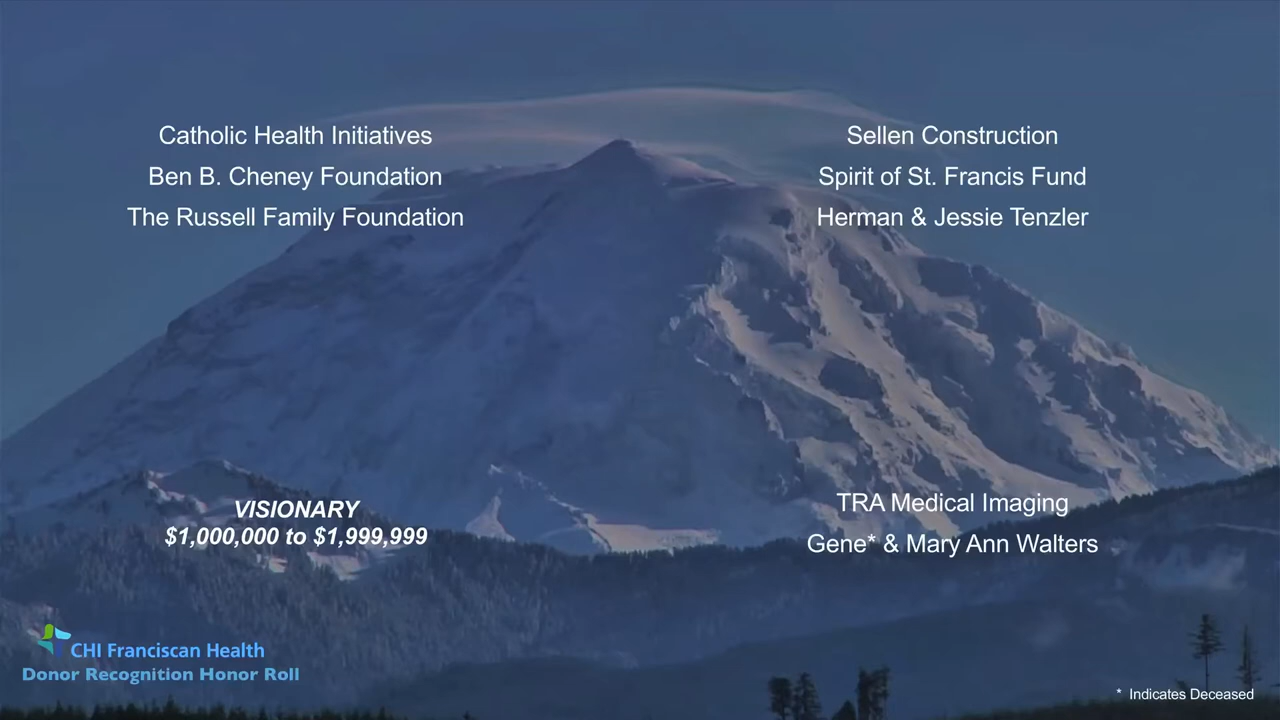 Catholic Health Initiatives
Ben B. Cheney Foundation
The Russell Family Foundation
Sellen Construction
Spirit of St. Francis Fund
Herman & Jessie Tenzler
VISIONARY
$1,000,000 to $1,999,999
TRA Medical Imaging
Gene* & Mary Ann Walters
CHI Franciscan Health
Donor Recognition Honor Roll
* Indicates Deceased